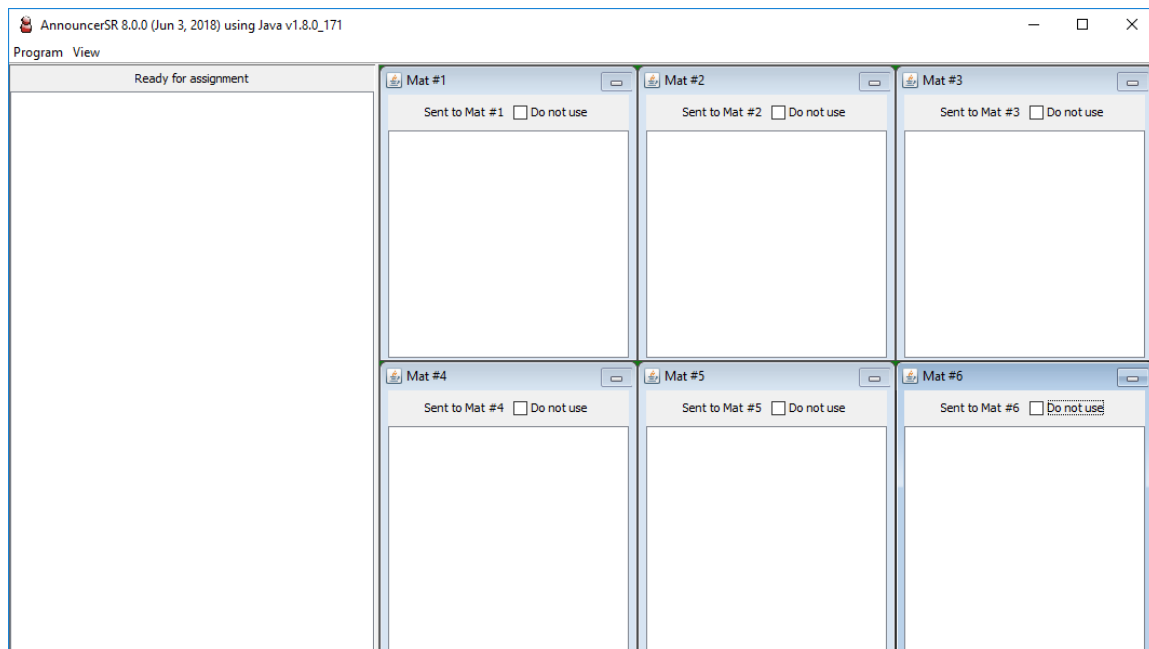 AnnouncerSR 8.0.0 (Jun 3, 2018) using Java v1.8.0_171
Program View
Ready for assignment
Mat #1
Sent to Mat #1 Do not use
Mat #2
Sent to Mat #2 Do not use
Mat #3
Sent to Mat #3 Do not use
Mat #4
Sent to Mat #4 Do not use
Mat #5
Sent to Mat #5 Do not use
Mat #6
Sent to Mat #6 Do not use